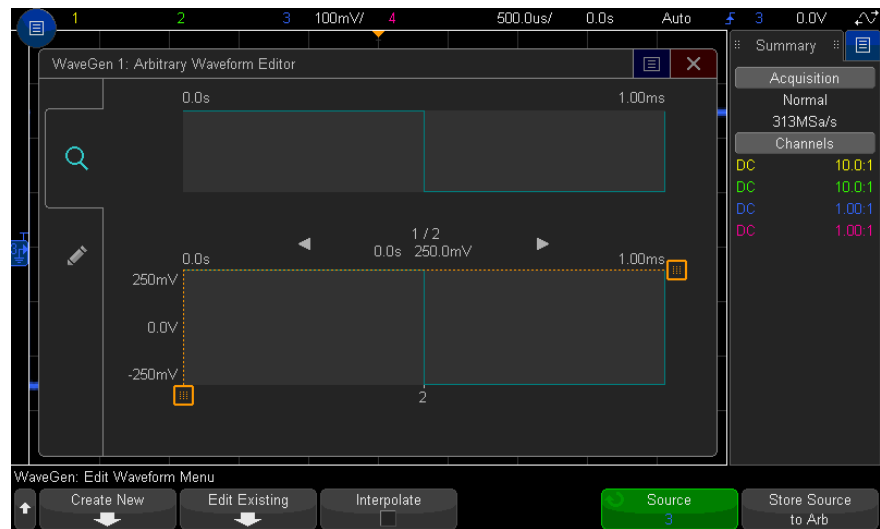 1 2 3 100mV/ 4 500.0us/ 0.0s Auto 3 0.0V
Summary
WaveGen 1: Arbitrary Waveform Editor
Acquisition
Normal
313MSa/s
Channels
DC 10.0:1
DC 10.0:1
DC 1.00:1
DC 1.00:1
0.0s 1.00ms
1 / 2
0.0s 250.0mV
0.0s 1.00ms
250mV
0.0V
-250mV
2
WaveGen: Edit Waveform Menu
Create New
Edit Existing
Interpolate
Source
3
Store Source
to Arb